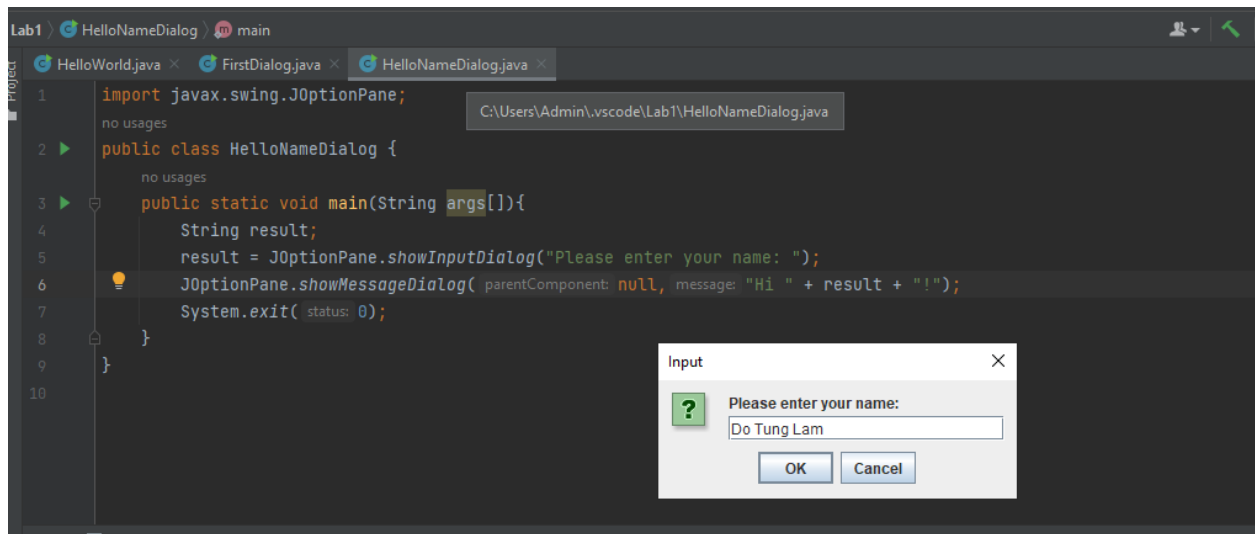 Lab1 〉 HelloNameDialog 〉 main
HelloWorld.java × FirstDialog.java × HelloNameDialog.java ×
Project
1 import javax.swing.JOptionPane;
C:\Users\Admin\.vscode\Lab1\HelloNameDialog.java
no usages
2 public class HelloNameDialog {
no usages
3 public static void main(String args[]){
4 String result;
5 result = JOptionPane.showInputDialog("Please enter your name: ");
6 JOptionPane.showMessageDialog( parentComponent: null, message: "Hi " + result + "!");
7 System.exit( status: 0);
8 }
9 }
10
Input
Please enter your name:
Do Tung Lam
OK Cancel